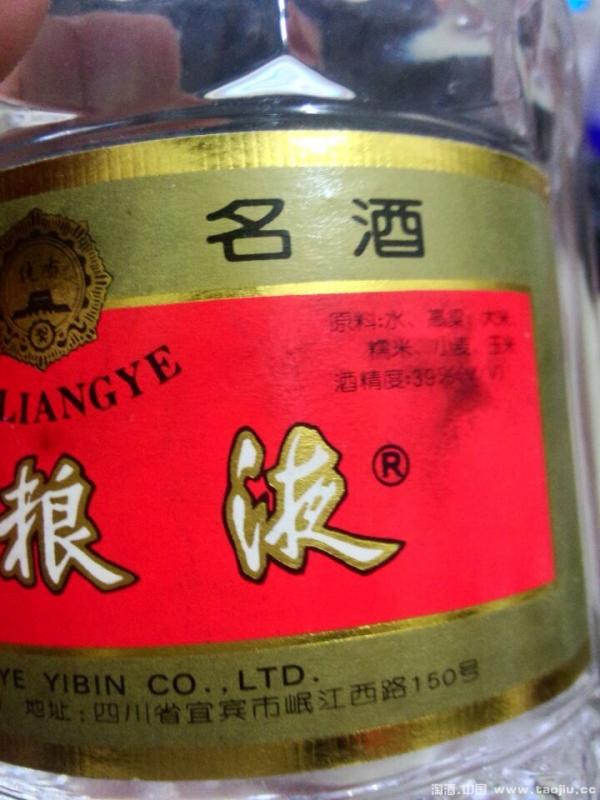 名酒
原料:水、高粱、大米、
糯米、小麦、玉米
酒精度:39%(V/V)
LIANGYE
粮液®
YE YIBIN CO.,LTD.
地址:四川省宜宾市岷江西路150号
淘酒.中国 www.taojiu.cc